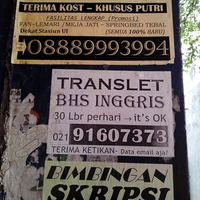 TERIMA KOST - KHUSUS PUTRI
FASILITAS LENGKAP (Promosi)
FAN+LEMARI /MEJA JATI - SPRINGBED TEBAL
Dekat Stasiun UI (SEMUA 100% BARU)
08889993994
TRANSLET
BHS INGGRIS
30 Lbr perhari → it's OK
021 91607373
TERIMA KETIKAN- Data email aja!
BIMBINGAN
SKRIPSI